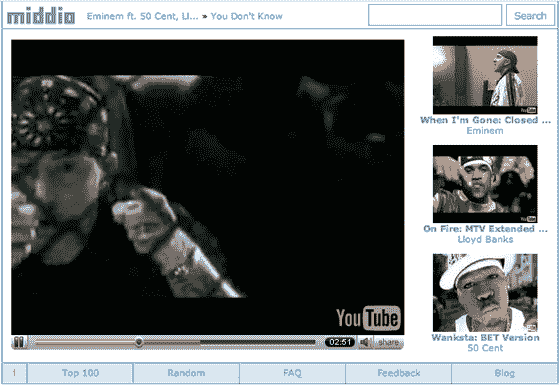 middio
Eminem ft. 50 Cent, Ll... » You Don't Know
Search
YouTube
02:51
share
When I'm Gone: Closed ...
Eminem
On Fire: MTV Extended ...
Lloyd Banks
Wanksta: BET Version
50 Cent
1
Top 100
Random
FAQ
Feedback
Blog